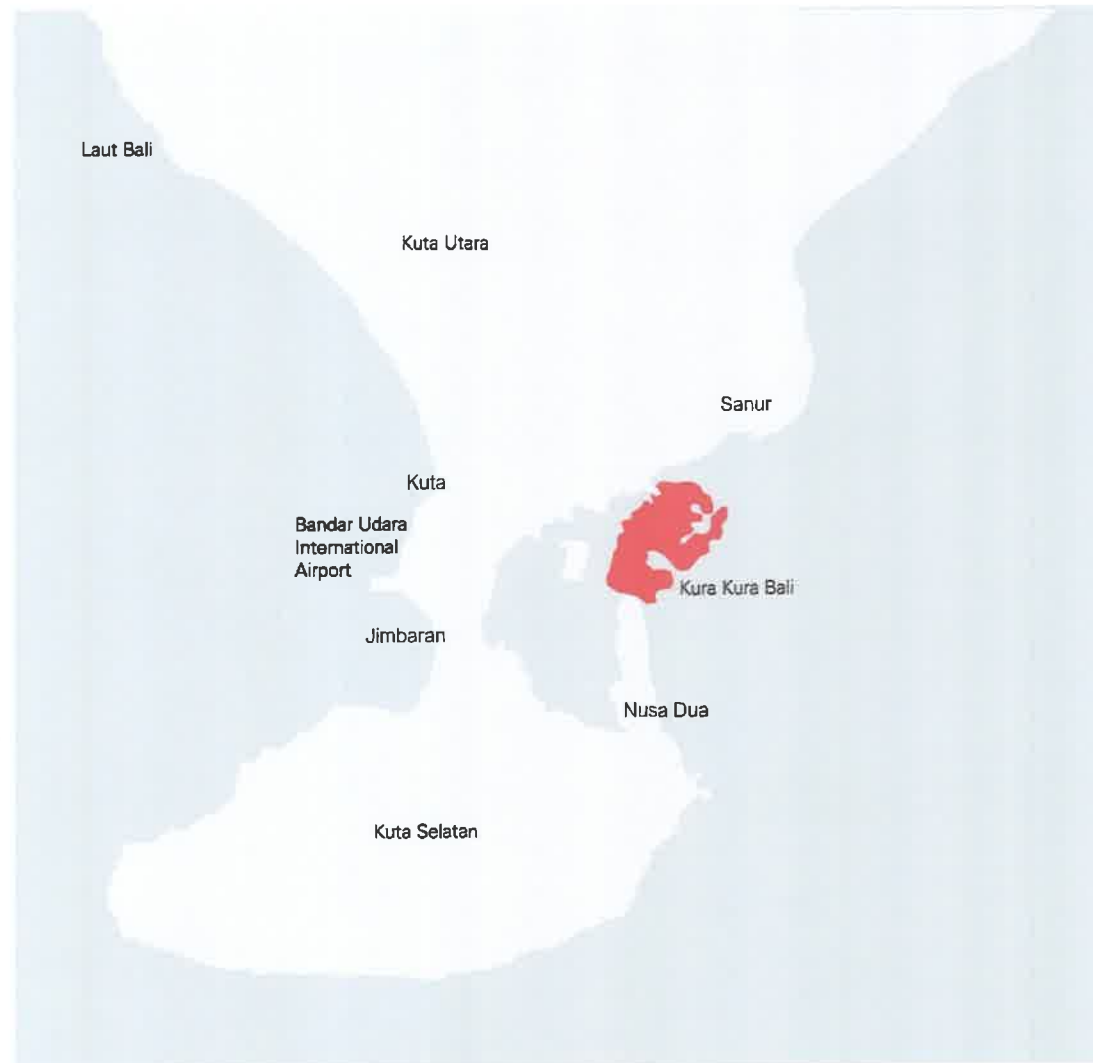 Laut Bali
Kuta Utara
Sanur
Kuta
Bandar Udara
International
Airport
Kura Kura Bali
Jimbaran
Nusa Dua
Kuta Selatan